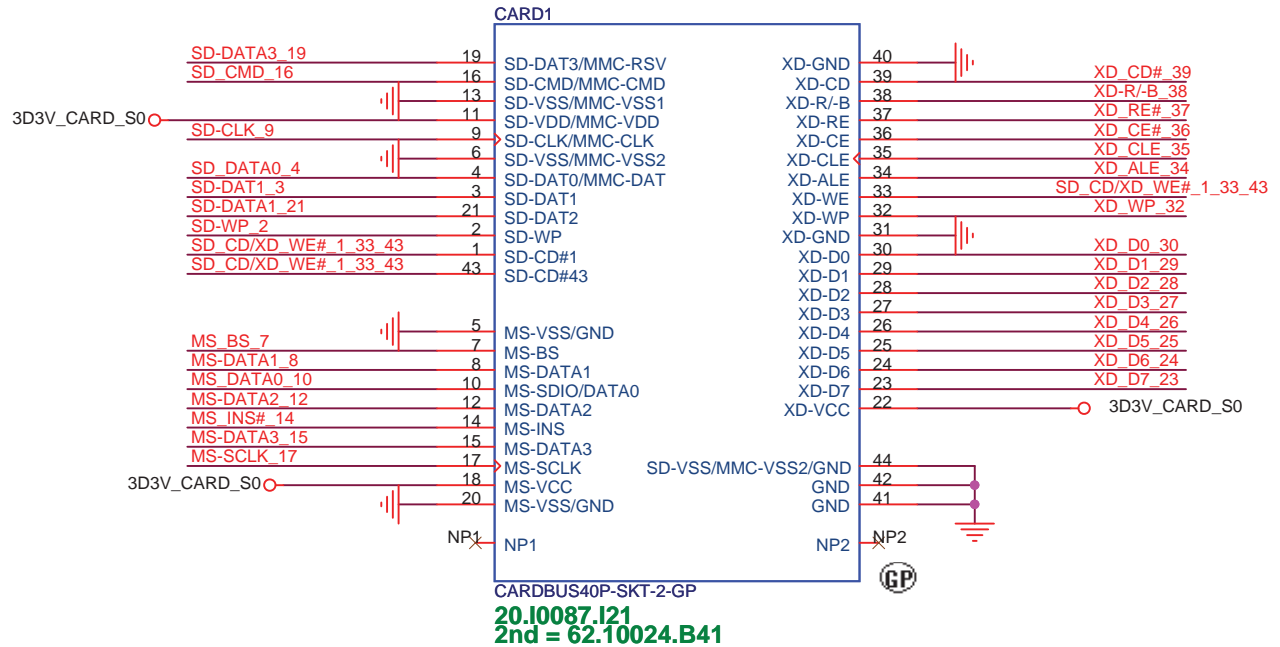 CARD1
SD-DATA3_19 19 SD-DAT3/MMC-RSV
SD_CMD_16 16 SD-CMD/MMC-CMD
13 SD-VSS/MMC-VSS1
3D3V_CARD_S0 11 SD-VDD/MMC-VDD
SD-CLK_9 9 SD-CLK/MMC-CLK
6 SD-VSS/MMC-VSS2
SD_DATA0_4 4 SD-DAT0/MMC-DAT
SD-DAT1_3 3 SD-DAT1
SD-DATA1_21 21 SD-DAT2
SD-WP_2 2 SD-WP
SD_CD/XD_WE#_1_33_43 1 SD-CD#1
SD_CD/XD_WE#_1_33_43 43 SD-CD#43
5 MS-VSS/GND
MS_BS_7 7 MS-BS
MS-DATA1_8 8 MS-DATA1
MS_DATA0_10 10 MS-SDIO/DATA0
MS-DATA2_12 12 MS-DATA2
MS_INS#_14 14 MS-INS
MS-DATA3_15 15 MS-DATA3
MS-SCLK_17 17 MS-SCLK
3D3V_CARD_S0 18 MS-VCC
20 MS-VSS/GND
NP1 NP1
XD-GND 40
XD-CD 39 XD_CD#_39
XD-R/-B 38 XD-R/-B_38
XD-RE 37 XD_RE#_37
XD-CE 36 XD_CE#_36
XD-CLE 35 XD_CLE_35
XD-ALE 34 XD_ALE_34
XD-WE 33 SD_CD/XD_WE#_1_33_43
XD-WP 32 XD_WP_32
XD-GND 31
XD-D0 30 XD_D0_30
XD-D1 29 XD_D1_29
XD-D2 28 XD_D2_28
XD-D3 27 XD_D3_27
XD-D4 26 XD_D4_26
XD-D5 25 XD_D5_25
XD-D6 24 XD_D6_24
XD-D7 23 XD_D7_23
XD-VCC 22 3D3V_CARD_S0
SD-VSS/MMC-VSS2/GND 44
GND 42
GND 41
NP2 NP2
GP
CARDBUS40P-SKT-2-GP
20.I0087.I21
2nd = 62.10024.B41